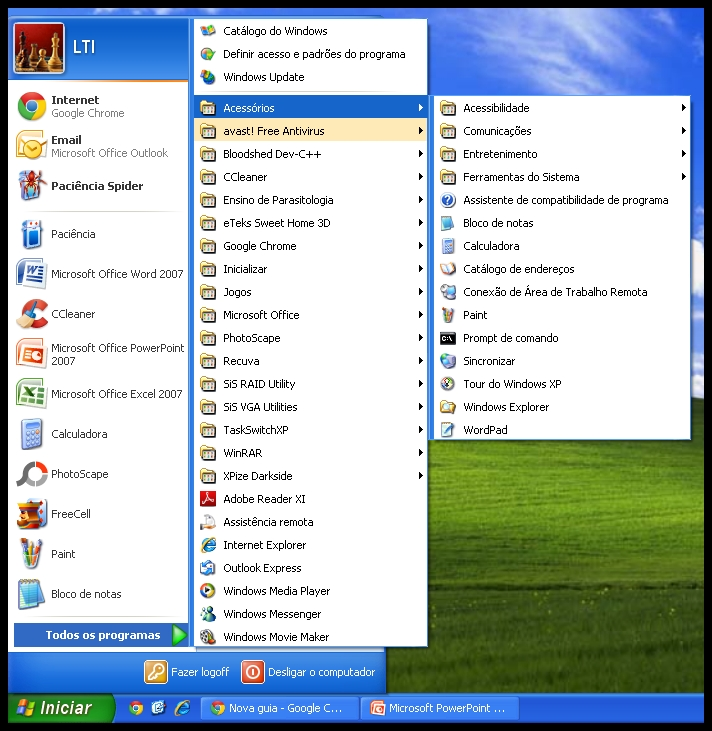 LTI
Internet
Google Chrome
Email
Microsoft Office Outlook
Paciência Spider
Paciência
Microsoft Office Word 2007
CCleaner
Microsoft Office PowerPoint
2007
Microsoft Office Excel 2007
Calculadora
PhotoScape
FreeCell
Paint
Bloco de notas
Todos os programas
Catálogo do Windows
Definir acesso e padrões do programa
Windows Update
Acessórios
avast! Free Antivirus
Bloodshed Dev-C++
CCleaner
Ensino de Parasitologia
eTeks Sweet Home 3D
Google Chrome
Inicializar
Jogos
Microsoft Office
PhotoScape
Recuva
SiS RAID Utility
SiS VGA Utilities
TaskSwitchXP
WinRAR
XPize Darkside
Adobe Reader XI
Assistência remota
Internet Explorer
Outlook Express
Windows Media Player
Windows Messenger
Windows Movie Maker
Acessibilidade
Comunicações
Entretenimento
Ferramentas do Sistema
Assistente de compatibilidade de programa
Bloco de notas
Calculadora
Catálogo de endereços
Conexão de Área de Trabalho Remota
Paint
Prompt de comando
Sincronizar
Tour do Windows XP
Windows Explorer
WordPad
Fazer logoff
Desligar o computador
Iniciar
Nova guia - Google C...
Microsoft PowerPoint ...